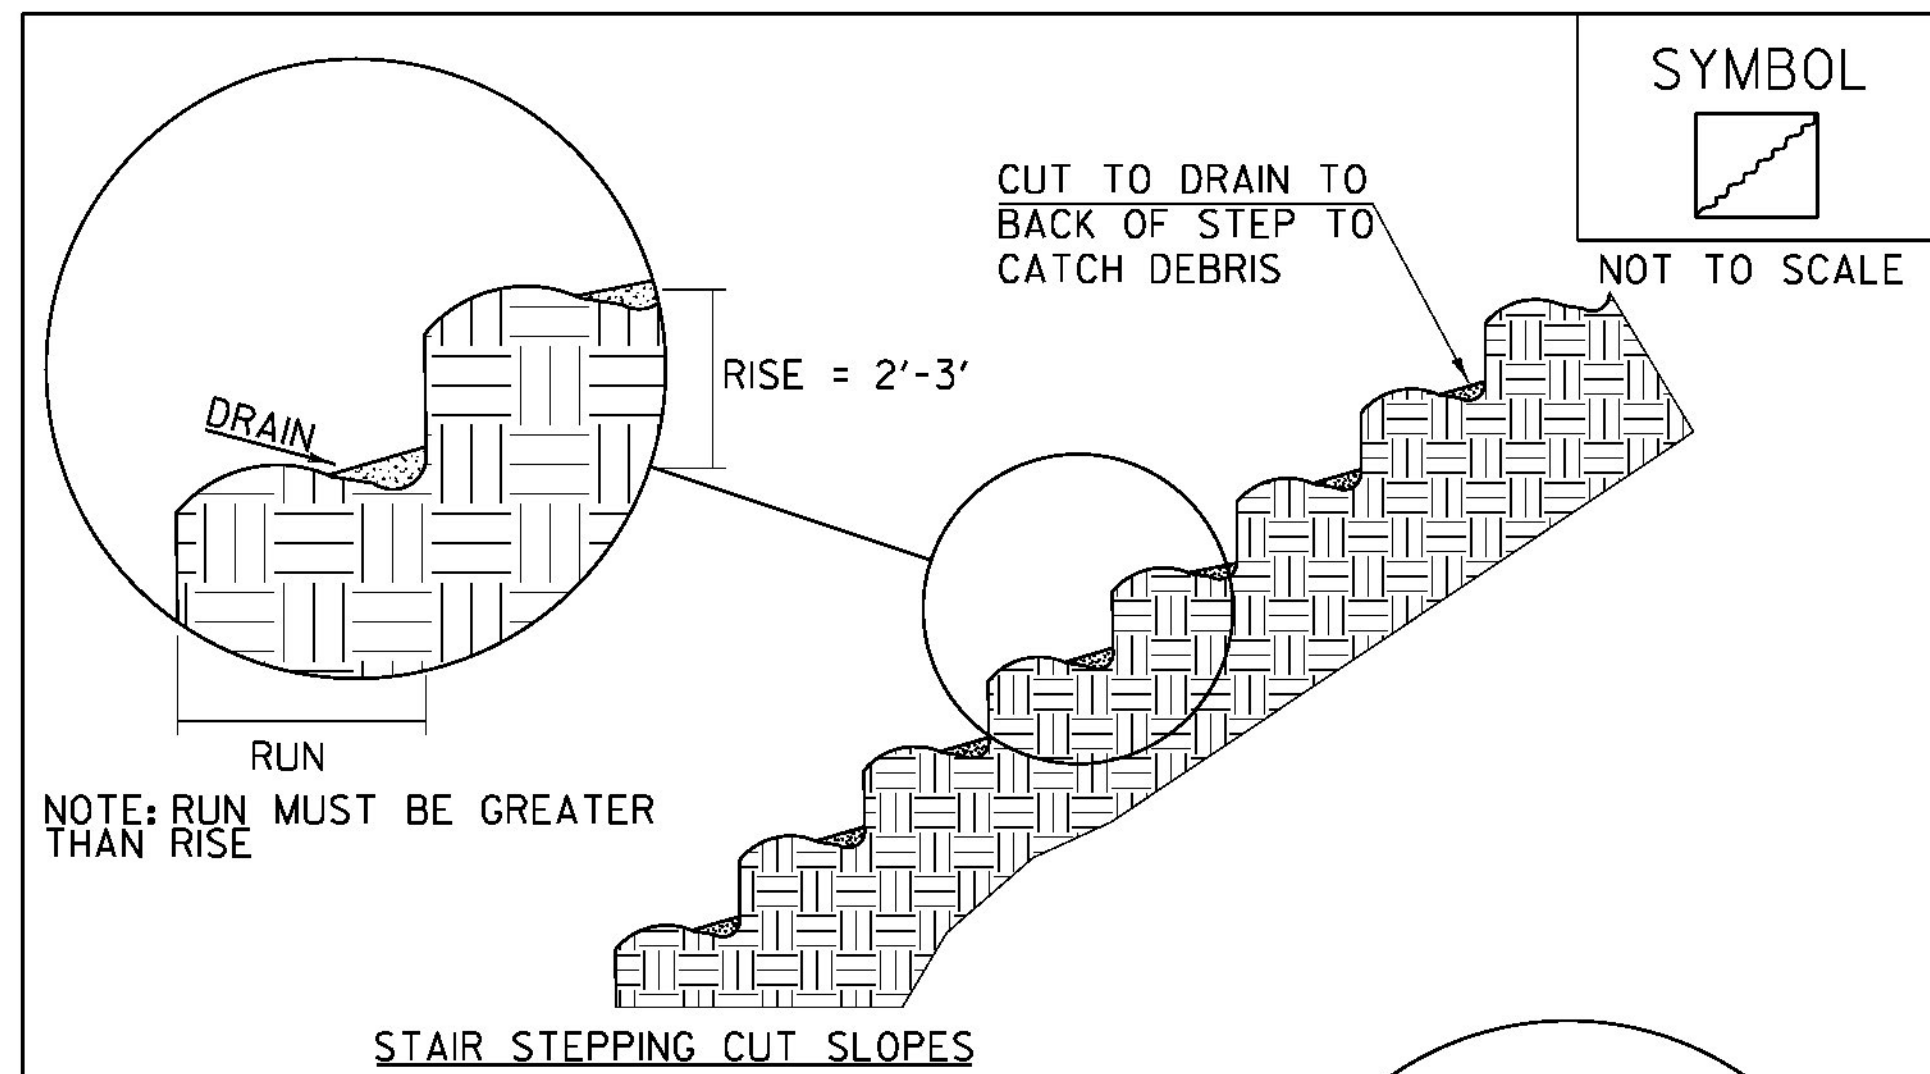 SYMBOL
NOT TO SCALE
CUT TO DRAIN TO
BACK OF STEP TO
CATCH DEBRIS
RISE = 2'-3'
DRAIN
RUN
NOTE: RUN MUST BE GREATER
THAN RISE
STAIR STEPPING CUT SLOPES